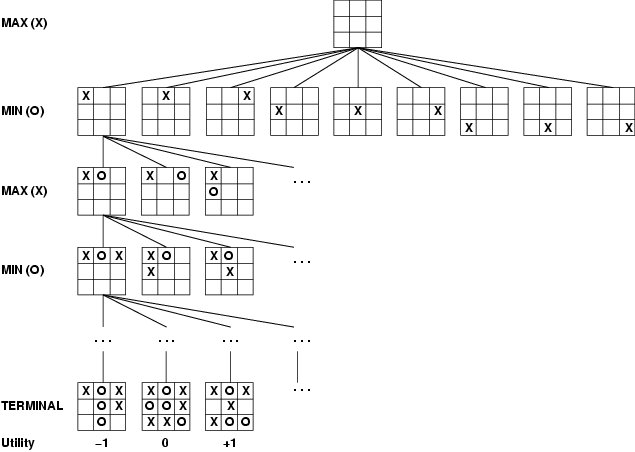 MAX (X)
X X X
MIN (O) X X X
X X X
X O X O X
. . .
MAX (X) O
X O X X O X O
. . .
MIN (O) X X
. . . . . . . . . . . .
X O X X O X X O X . . .
TERMINAL O X O O X X
O X X O X O O
Utility −1 0 +1